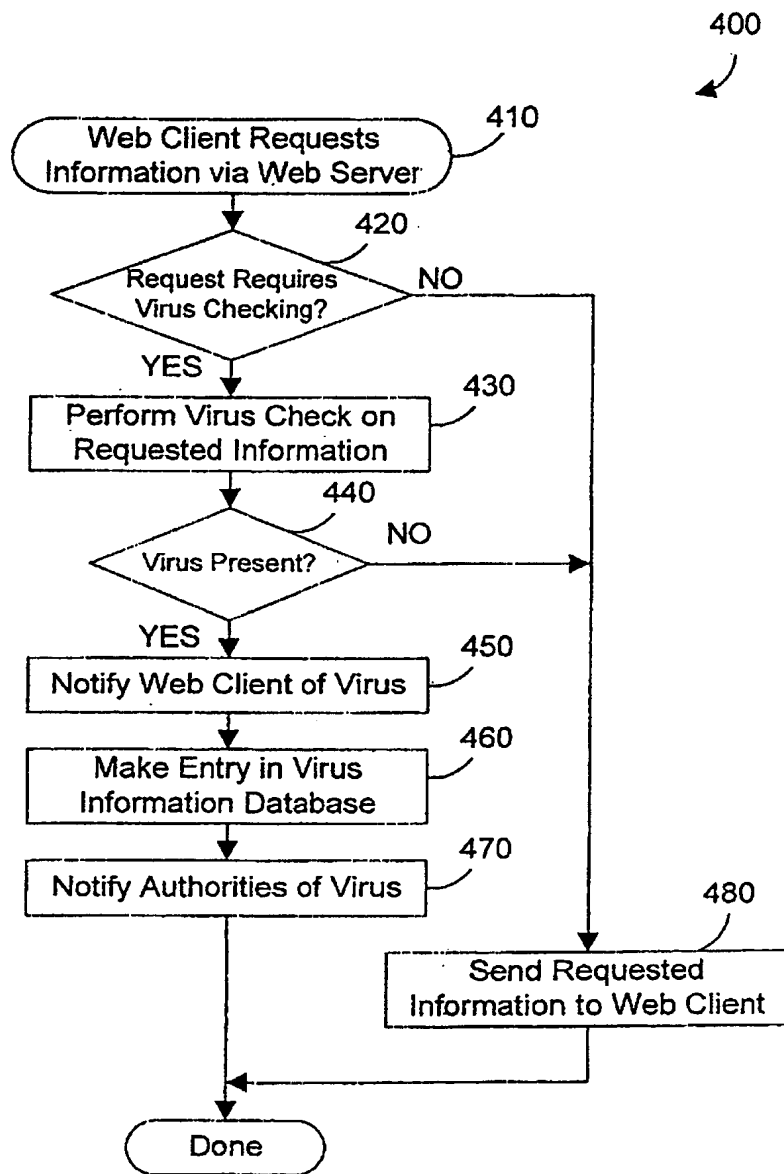 400
Web Client Requests
Information via Web Server
410
420
Request Requires
Virus Checking?
NO
YES
430
Perform Virus Check on
Requested Information
440
Virus Present?
NO
YES
450
Notify Web Client of Virus
460
Make Entry in Virus
Information Database
470
Notify Authorities of Virus
480
Send Requested
Information to Web Client
Done